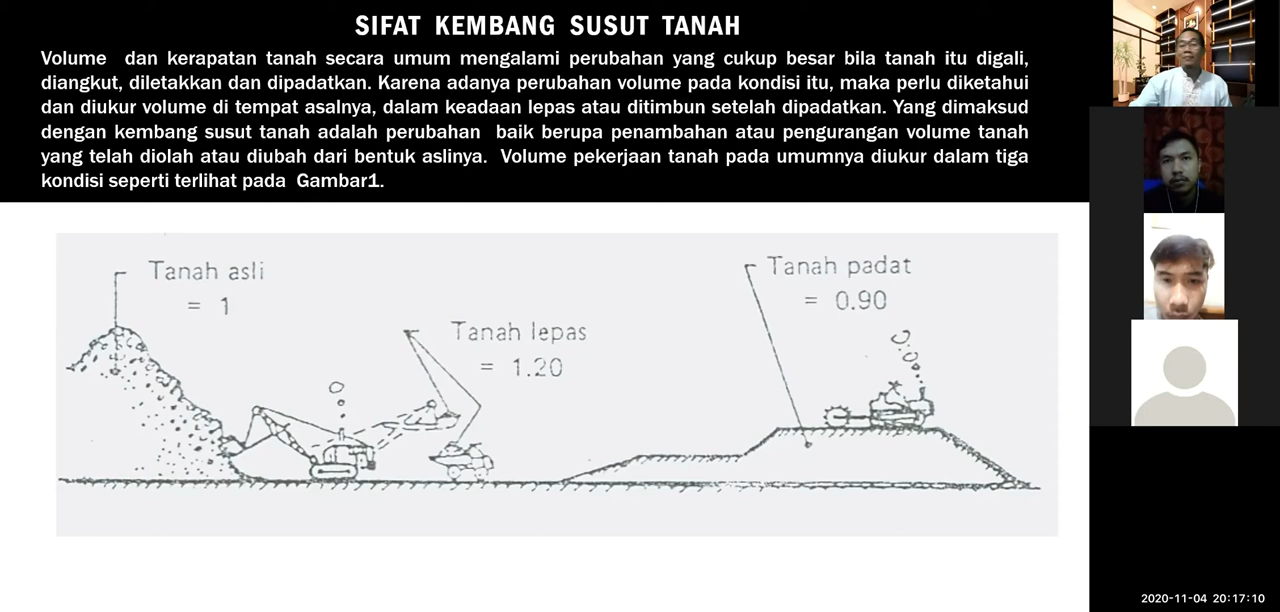 SIFAT KEMBANG SUSUT TANAH
Volume dan kerapatan tanah secara umum mengalami perubahan yang cukup besar bila tanah itu digali,
diangkut, diletakkan dan dipadatkan. Karena adanya perubahan volume pada kondisi itu, maka perlu diketahui
dan diukur volume di tempat asalnya, dalam keadaan lepas atau ditimbun setelah dipadatkan. Yang dimaksud
dengan kembang susut tanah adalah perubahan baik berupa penambahan atau pengurangan volume tanah
yang telah diolah atau diubah dari bentuk aslinya. Volume pekerjaan tanah pada umumnya diukur dalam tiga
kondisi seperti terlihat pada Gambar1.
Tanah asli
= 1
Tanah lepas
= 1.20
Tanah padat
= 0.90
2020-11-04 20:17:10